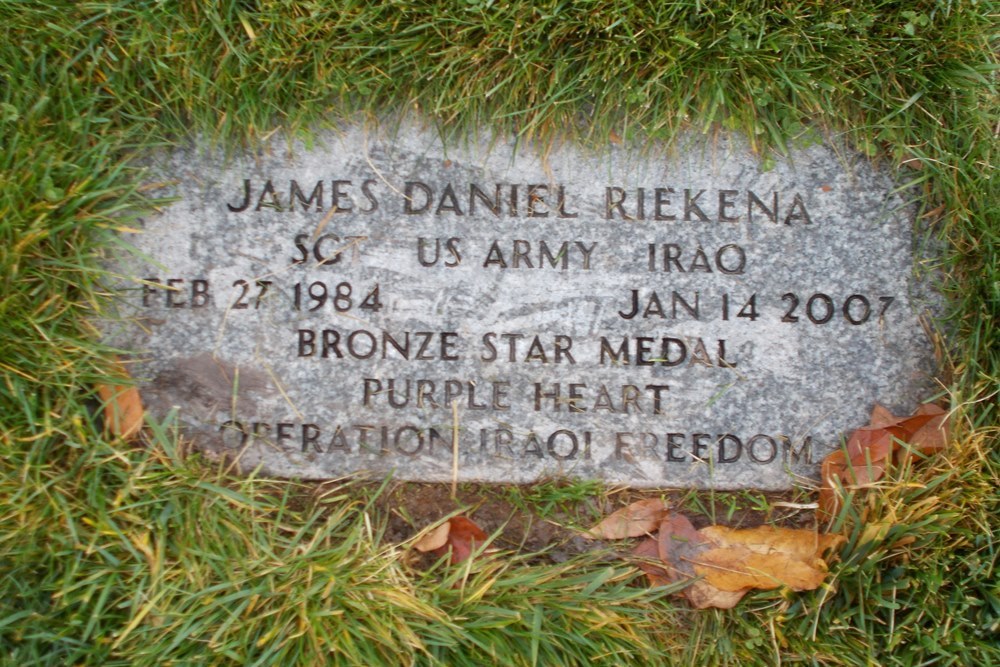 JAMES DANIEL RIEKENA
SGT US ARMY IRAQ
FEB 27 1984 JAN 14 2007
BRONZE STAR MEDAL
PURPLE HEART
OPERATION IRAQI FREEDOM